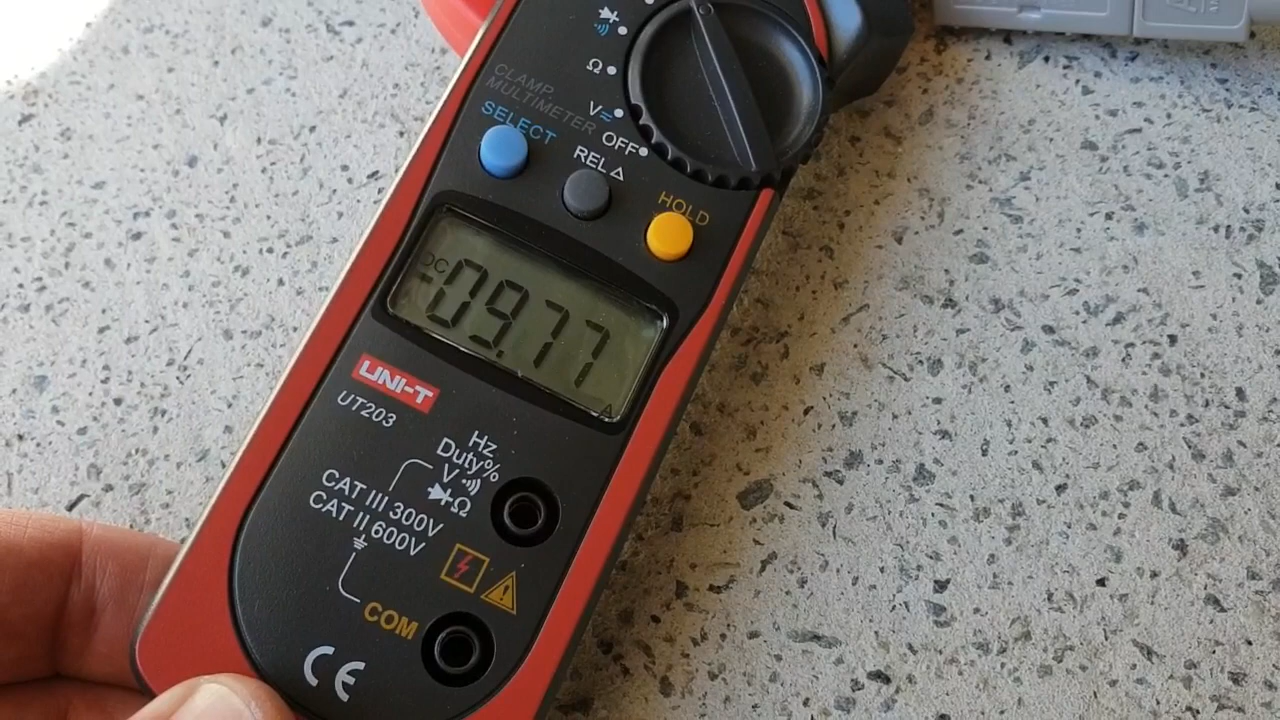 Ω
V≂
OFF
CLAMP
MULTIMETER
SELECT
REL△
HOLD
DC
-09.77
A
UNI-T
UT203
Hz
Duty%
V
Ω
CAT III 300V
CAT II 600V
COM
CE